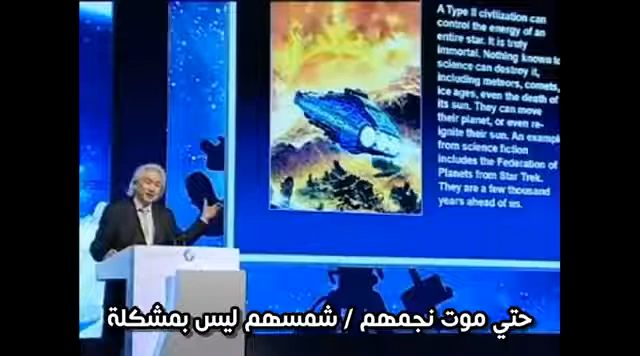 A Type II civilization can
control the energy of an
entire star. It is truly
immortal. Nothing known to
science can destroy it,
including meteors, comets,
ice ages, even the death of
its sun. They can move
their planet, or even re-
ignite their sun. An example
from science fiction
includes the Federation of
Planets from Star Trek.
They are a few thousand
years ahead of us.
حتي موت نجمهم / شمسهم ليس بمشكلة